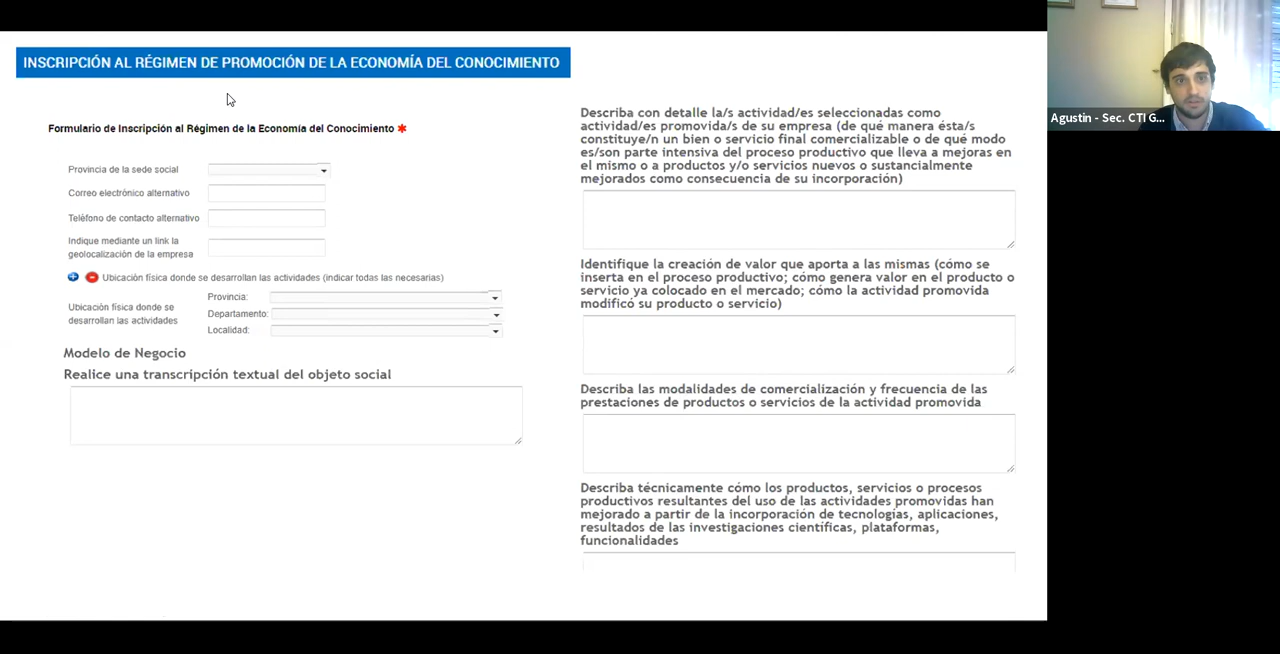 INSCRIPCIÓN AL RÉGIMEN DE PROMOCIÓN DE LA ECONOMÍA DEL CONOCIMIENTO
Formulario de Inscripción al Régimen de la Economía del Conocimiento *
Provincia de la sede social
Correo electrónico alternativo
Teléfono de contacto alternativo
Indique mediante un link la
geolocalización de la empresa
Ubicación física donde se desarrollan las actividades (indicar todas las necesarias)
Ubicación física donde se
desarrollan las actividades
Provincia:
Departamento:
Localidad:
Modelo de Negocio
Realice una transcripción textual del objeto social
Describa con detalle la/s actividad/es seleccionadas como
actividad/es promovida/s de su empresa (de qué manera ésta/s
constituye/n un bien o servicio final comercializable o de qué modo
es/son parte intensiva del proceso productivo que lleva a mejoras en
el mismo o a productos y/o servicios nuevos o sustancialmente
mejorados como consecuencia de su incorporación)
Identifique la creación de valor que aporta a las mismas (cómo se
inserta en el proceso productivo; cómo genera valor en el producto o
servicio ya colocado en el mercado; cómo la actividad promovida
modificó su producto o servicio)
Describa las modalidades de comercialización y frecuencia de las
prestaciones de productos o servicios de la actividad promovida
Describa técnicamente cómo los productos, servicios o procesos
productivos resultantes del uso de las actividades promovidas han
mejorado a partir de la incorporación de tecnologías, aplicaciones,
resultados de las investigaciones científicas, plataformas,
funcionalidades
Agustin - Sec. CTI G...